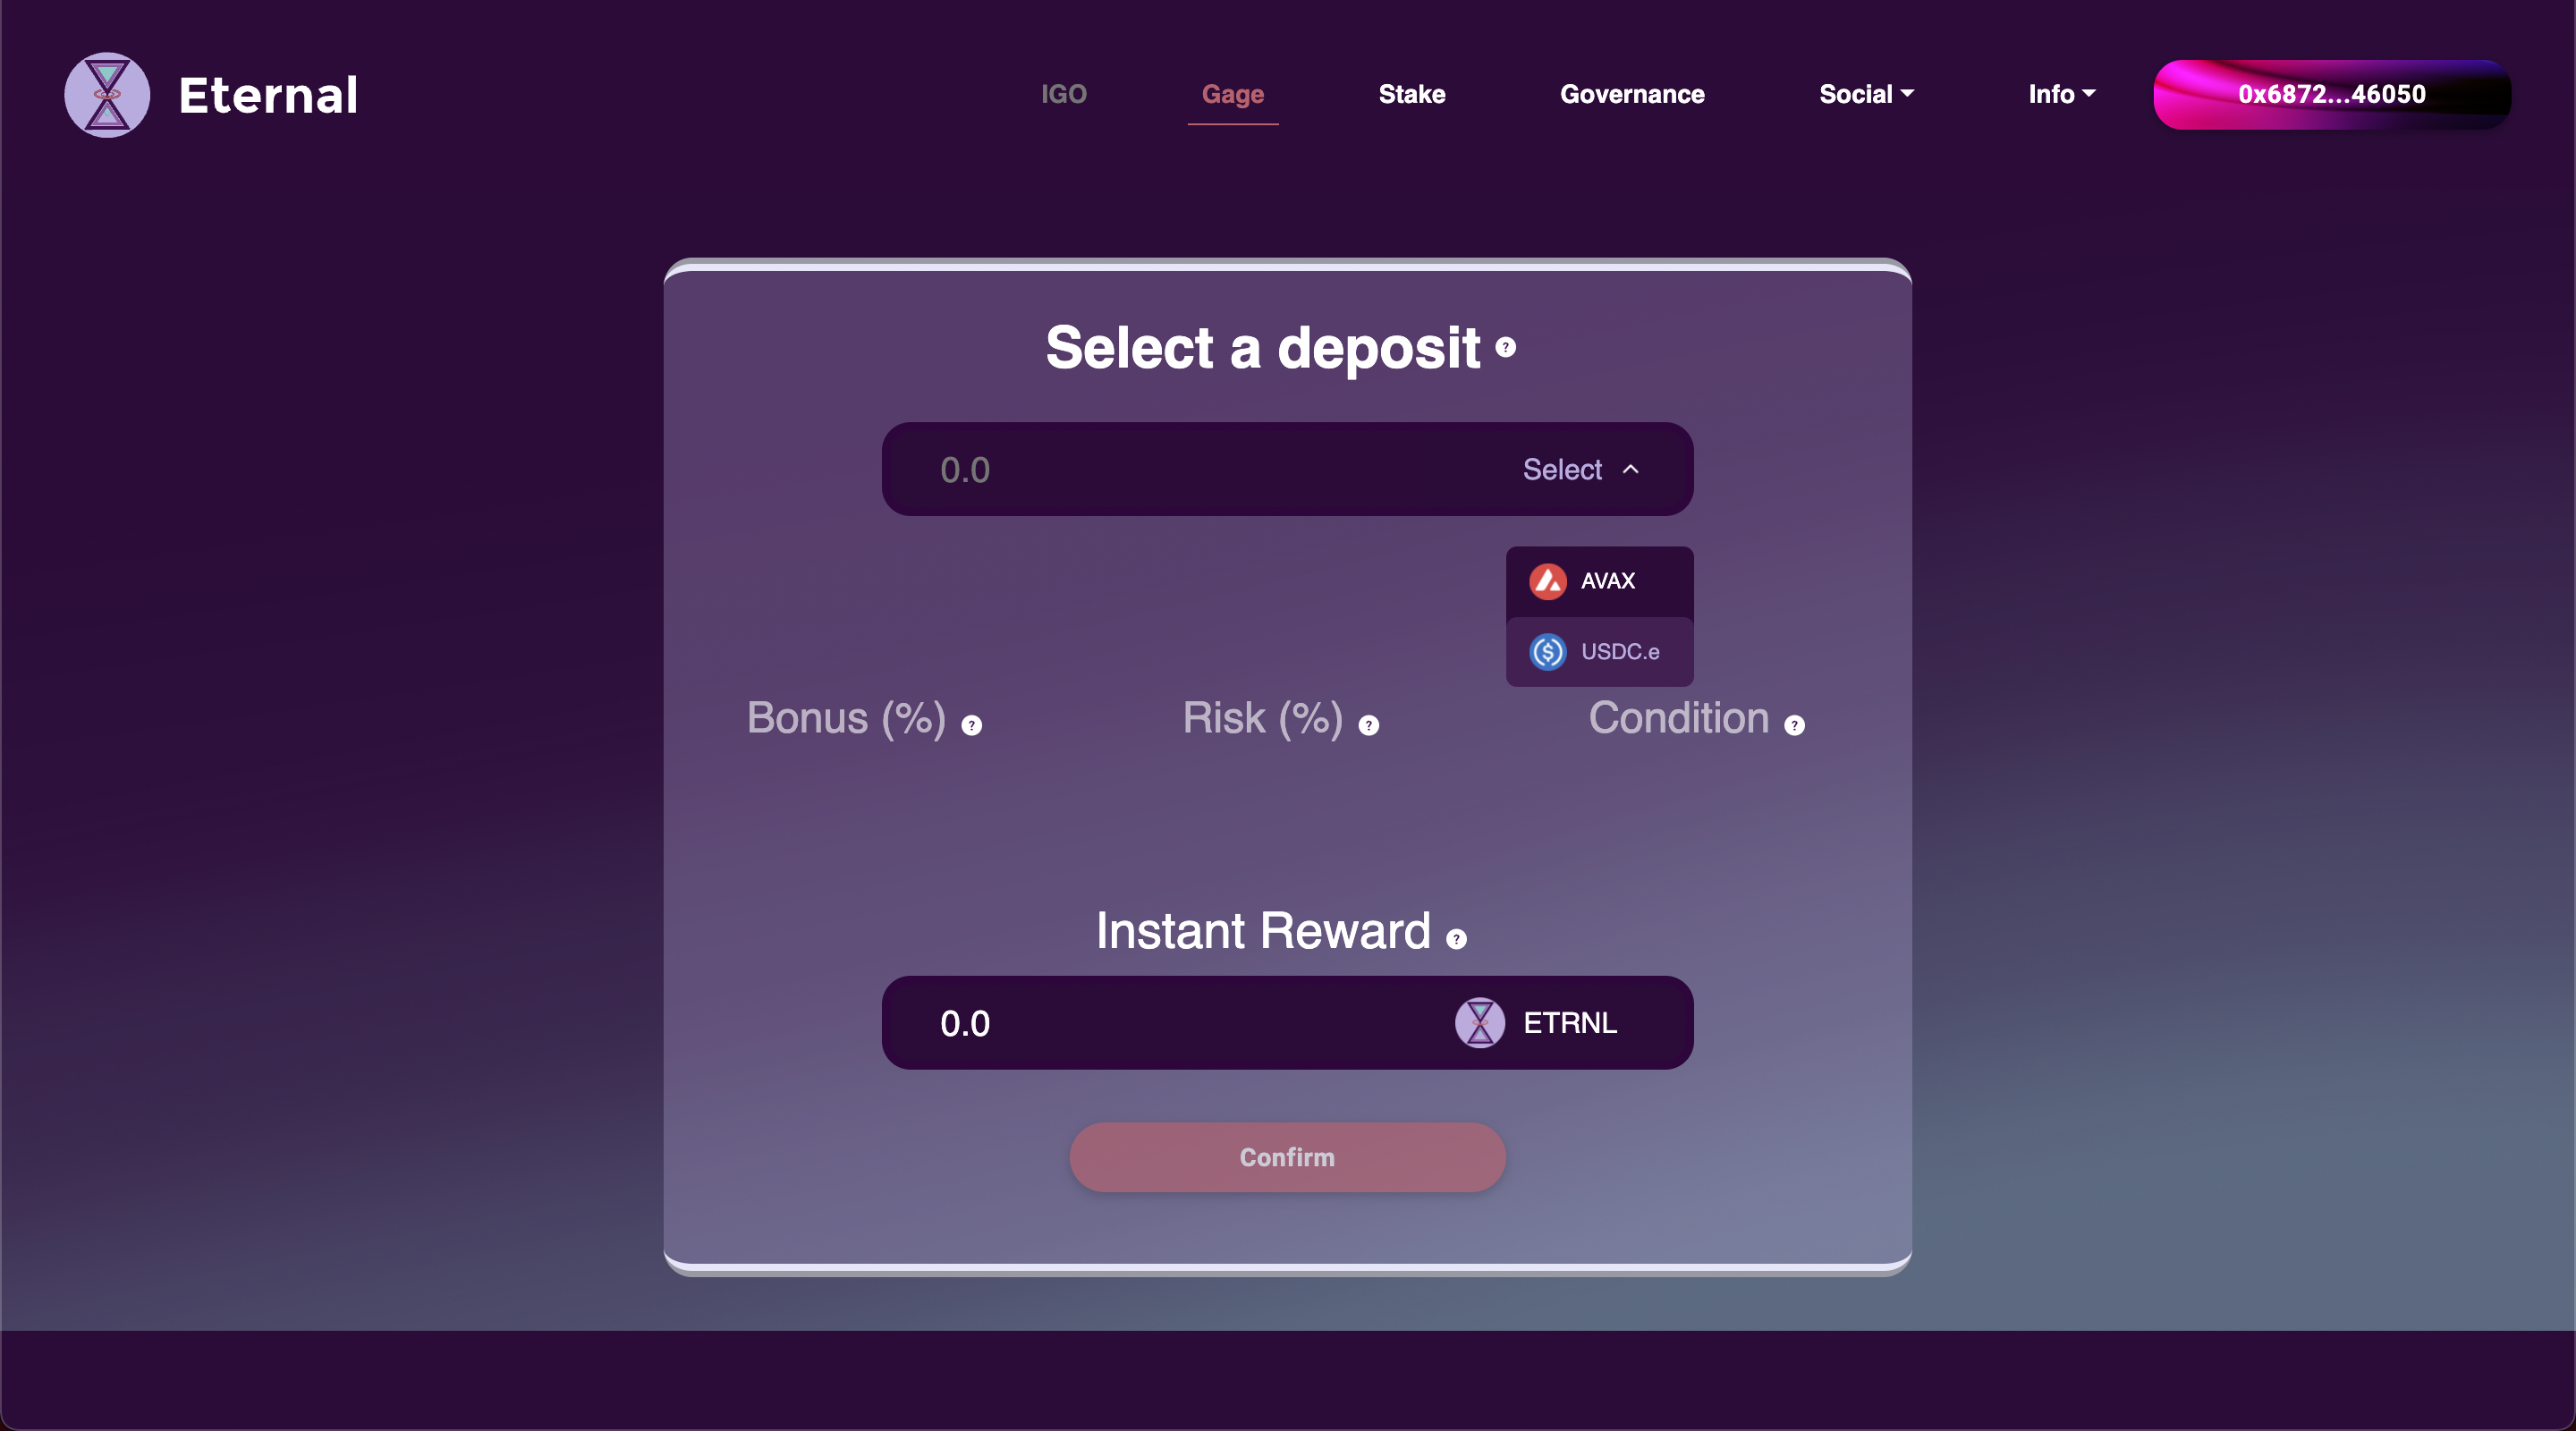 Eternal
IGO
Gage
Stake
Governance
Social
Info
0x6872...46050
Select a deposit ?
0.0
Select
AVAX
USDC.e
Bonus (%) ?
Risk (%) ?
Condition ?
Instant Reward ?
0.0
ETRNL
Confirm